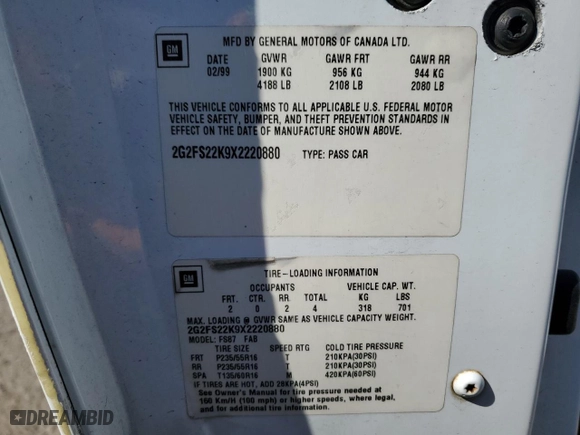 GM
MFD BY GENERAL MOTORS OF CANADA LTD.
DATE GVWR GAWR FRT GAWR RR
02/99 1900 KG 956 KG 944 KG
4188 LB 2108 LB 2080 LB
THIS VEHICLE CONFORMS TO ALL APPLICABLE U.S. FEDERAL MOTOR
VEHICLE SAFETY, BUMPER, AND THEFT PREVENTION STANDARDS IN
EFFECT ON THE DATE OF MANUFACTURE SHOWN ABOVE.
2G2FS22K9X2220880 TYPE: PASS CAR
GM
TIRE-LOADING INFORMATION
OCCUPANTS VEHICLE CAP. WT.
FRT. CTR. RR TOTAL KG LBS
2 0 2 4 318 701
MAX. LOADING @ GVWR SAME AS VEHICLE CAPACITY WEIGHT.
2G2FS22K9X2220880
MODEL: FS87 FAB
TIRE SIZE SPEED RTG COLD TIRE PRESSURE
FRT P235/55R16 T 210KPA(30PSI)
RR P235/55R16 T 210KPA(30PSI)
SPA T135/60R16 M 420KPA(60PSI)
IF TIRES ARE HOT, ADD 28KPA(4PSI)
See Owner's Manual for tire pressure needed at
160 Km/H (100 mph) or higher speeds, where legal,
and for additional tire information.
DREAMBID